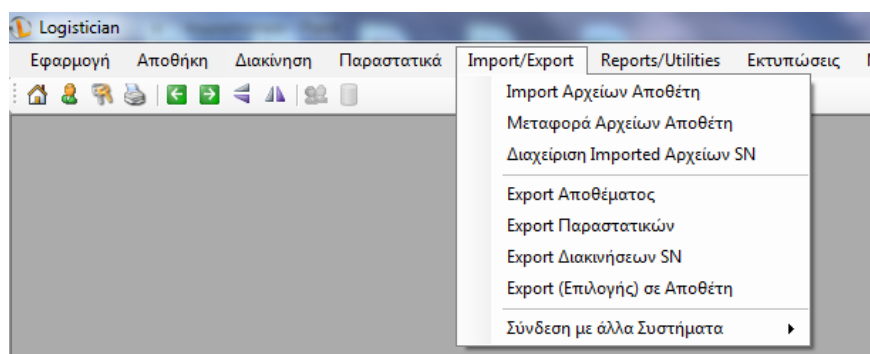 Logistician
Εφαρμογή Αποθήκη Διακίνηση Παραστατικά Import/Export Reports/Utilities Εκτυπώσεις
Import Αρχείων Αποθέτη
Μεταφορά Αρχείων Αποθέτη
Διαχείριση Imported Αρχείων SN
Export Αποθέματος
Export Παραστατικών
Export Διακινήσεων SN
Export (Επιλογής) σε Αποθέτη
Σύνδεση με άλλα Συστήματα